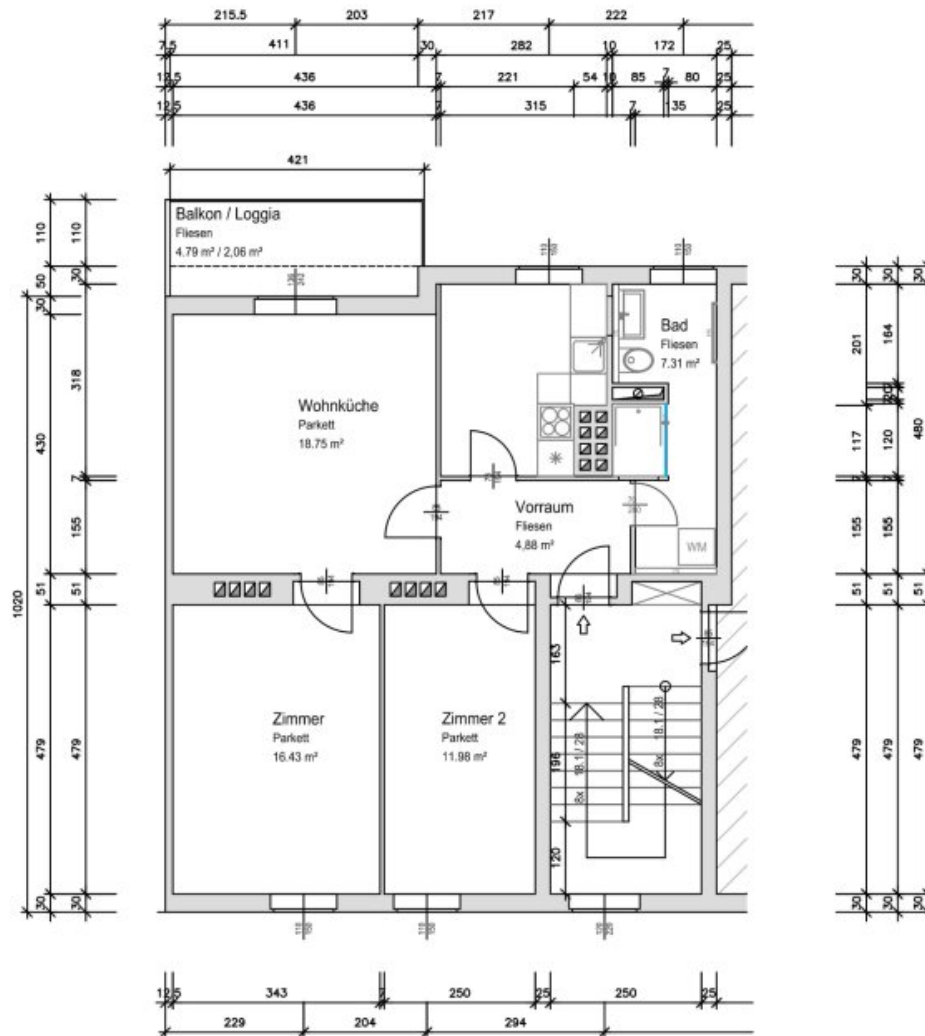 215.5 203 217 222
7.5 411 30 282 10 172 25
12.5 436 7 221 54 10 85 7 80 25
12.5 436 7 315 7 135 25
421
110 110
50 30
30
318
430
7
155
51 51
1020
479 479
30 30
Balkon / Loggia
Fliesen
4.79 m² / 2,06 m²
Bad
Fliesen
7.31 m²
Wohnküche
Parkett
18.75 m²
Vorraum
Fliesen
4,88 m²
WM
Zimmer
Parkett
16.43 m²
Zimmer 2
Parkett
11.98 m²
163
196
120
8x 18.1 / 28
8x 18.1 / 28
30 30 30
201 164
117 120 480
7 7
155 155 155
51 51 51
479 479 479
30 30 30
12.5 343 7 250 25 250 25
229 204 294